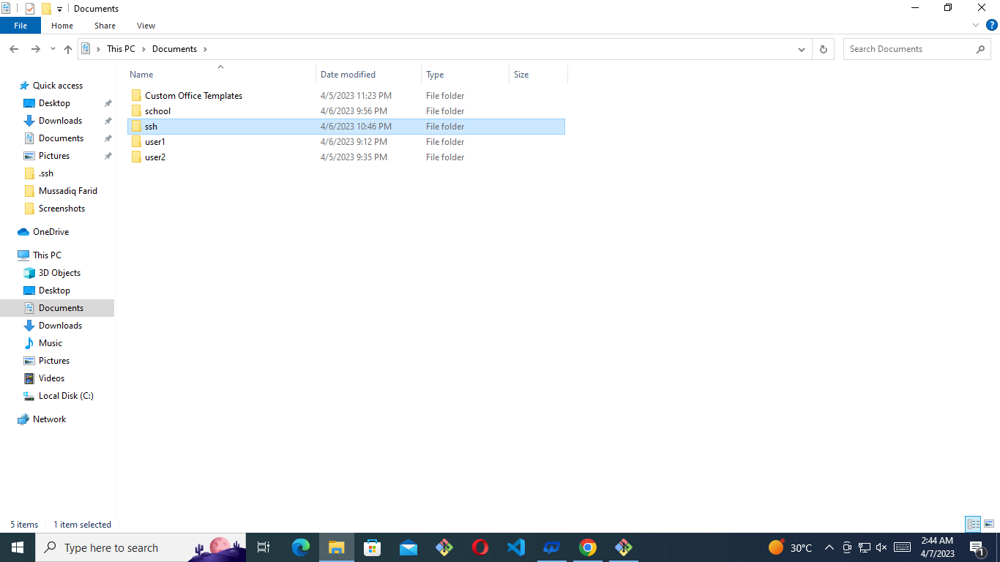 Documents
File Home Share View
This PC Documents Search Documents
Name Date modified Type Size
Quick access
Desktop
Downloads
Documents
Pictures
.ssh
Mussadiq Farid
Screenshots
OneDrive
This PC
3D Objects
Desktop
Documents
Downloads
Music
Pictures
Videos
Local Disk (C:)
Network
Custom Office Templates 4/5/2023 11:23 PM File folder
school 4/6/2023 9:56 PM File folder
ssh 4/6/2023 10:46 PM File folder
user1 4/6/2023 9:12 PM File folder
user2 4/5/2023 9:35 PM File folder
5 items 1 item selected
Type here to search
30°C
2:44 AM
4/7/2023
1